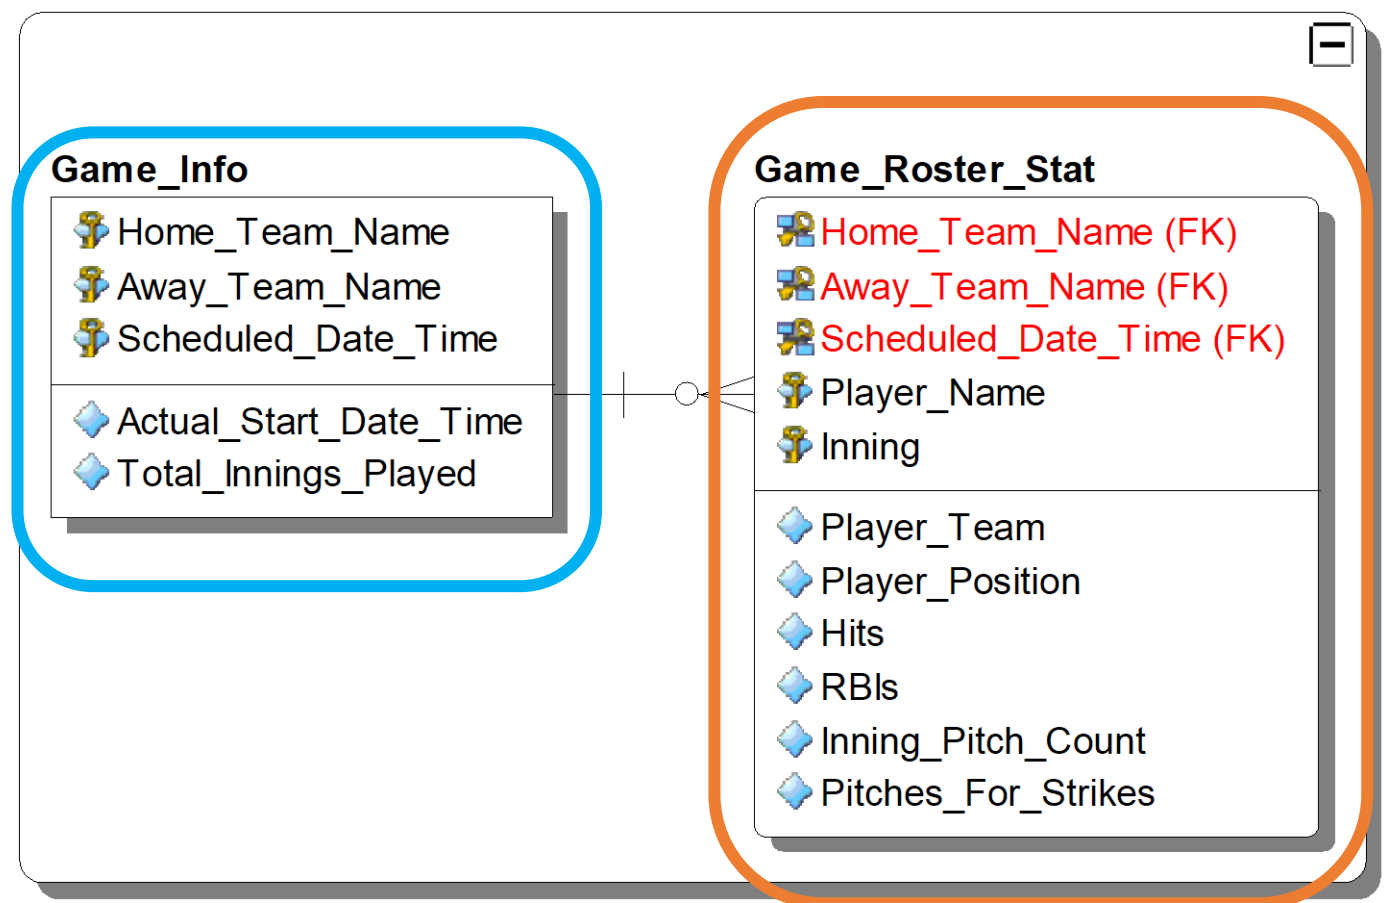 Game_Info
Home_Team_Name
Away_Team_Name
Scheduled_Date_Time
Actual_Start_Date_Time
Total_Innings_Played
Game_Roster_Stat
Home_Team_Name (FK)
Away_Team_Name (FK)
Scheduled_Date_Time (FK)
Player_Name
Inning
Player_Team
Player_Position
Hits
RBIs
Inning_Pitch_Count
Pitches_For_Strikes